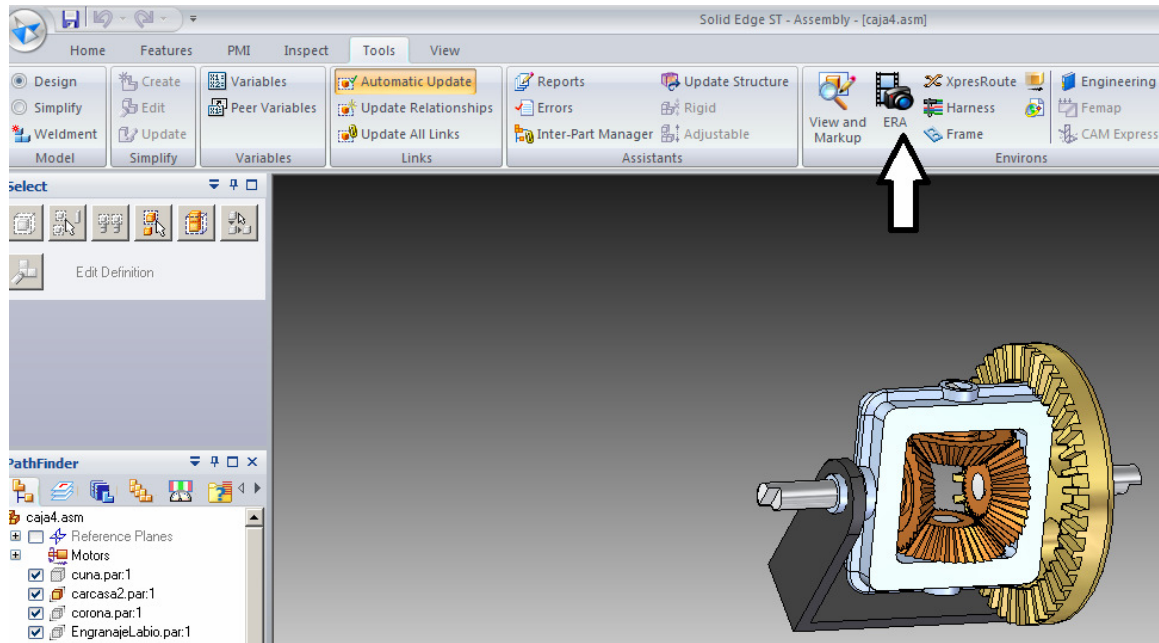 Solid Edge ST - Assembly - [caja4.asm]
Home Features PMI Inspect Tools View
Design Create Variables Automatic Update Reports Update Structure XpresRoute Engineering
Simplify Edit Peer Variables Update Relationships Errors Rigid View and Markup ERA Harness Femap
Weldment Update Update All Links Inter-Part Manager Adjustable Frame CAM Express
Model Simplify Variables Links Assistants Environs
Select
Edit Definition
PathFinder
caja4.asm
Reference Planes
Motors
cuna.par:1
carcasa2.par:1
corona.par:1
EngranajeLabio.par:1